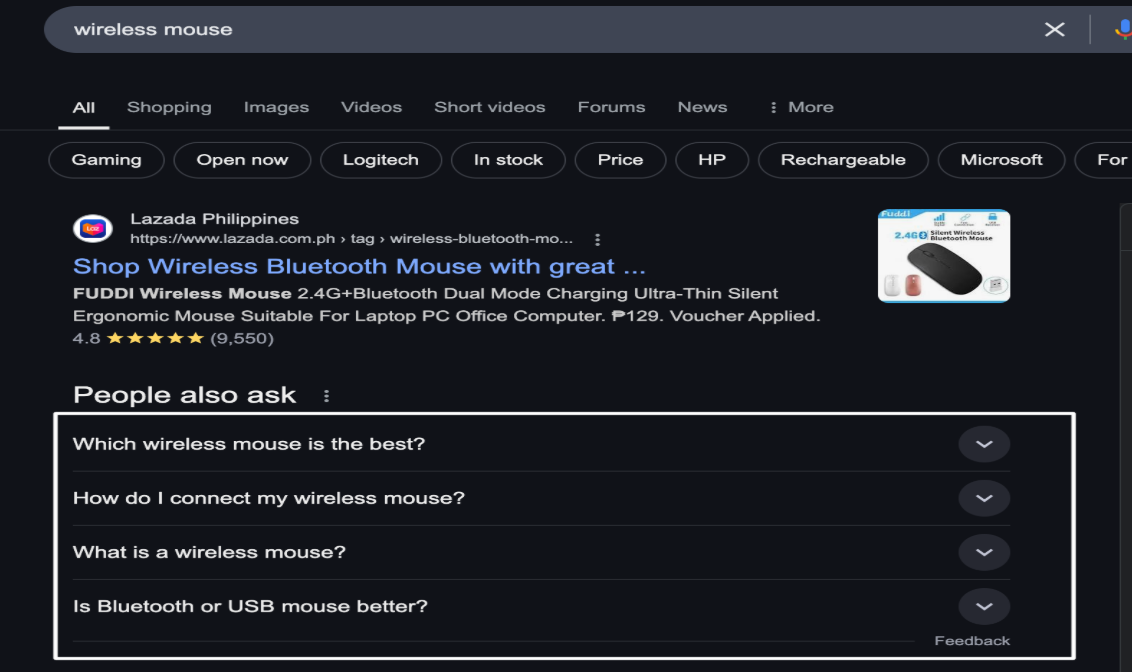 wireless mouse
All Shopping Images Videos Short videos Forums News More
Gaming Open now Logitech In stock Price HP Rechargeable Microsoft For
Lazada Philippines
https://www.lazada.com.ph › tag › wireless-bluetooth-mo...
Shop Wireless Bluetooth Mouse with great ...
FUDDI Wireless Mouse 2.4G+Bluetooth Dual Mode Charging Ultra-Thin Silent
Ergonomic Mouse Suitable For Laptop PC Office Computer. ₱129. Voucher Applied.
4.8 (9,550)
Fuddi
2.4G Silent Wireless
Bluetooth Mouse
People also ask
Which wireless mouse is the best?
How do I connect my wireless mouse?
What is a wireless mouse?
Is Bluetooth or USB mouse better?
Feedback